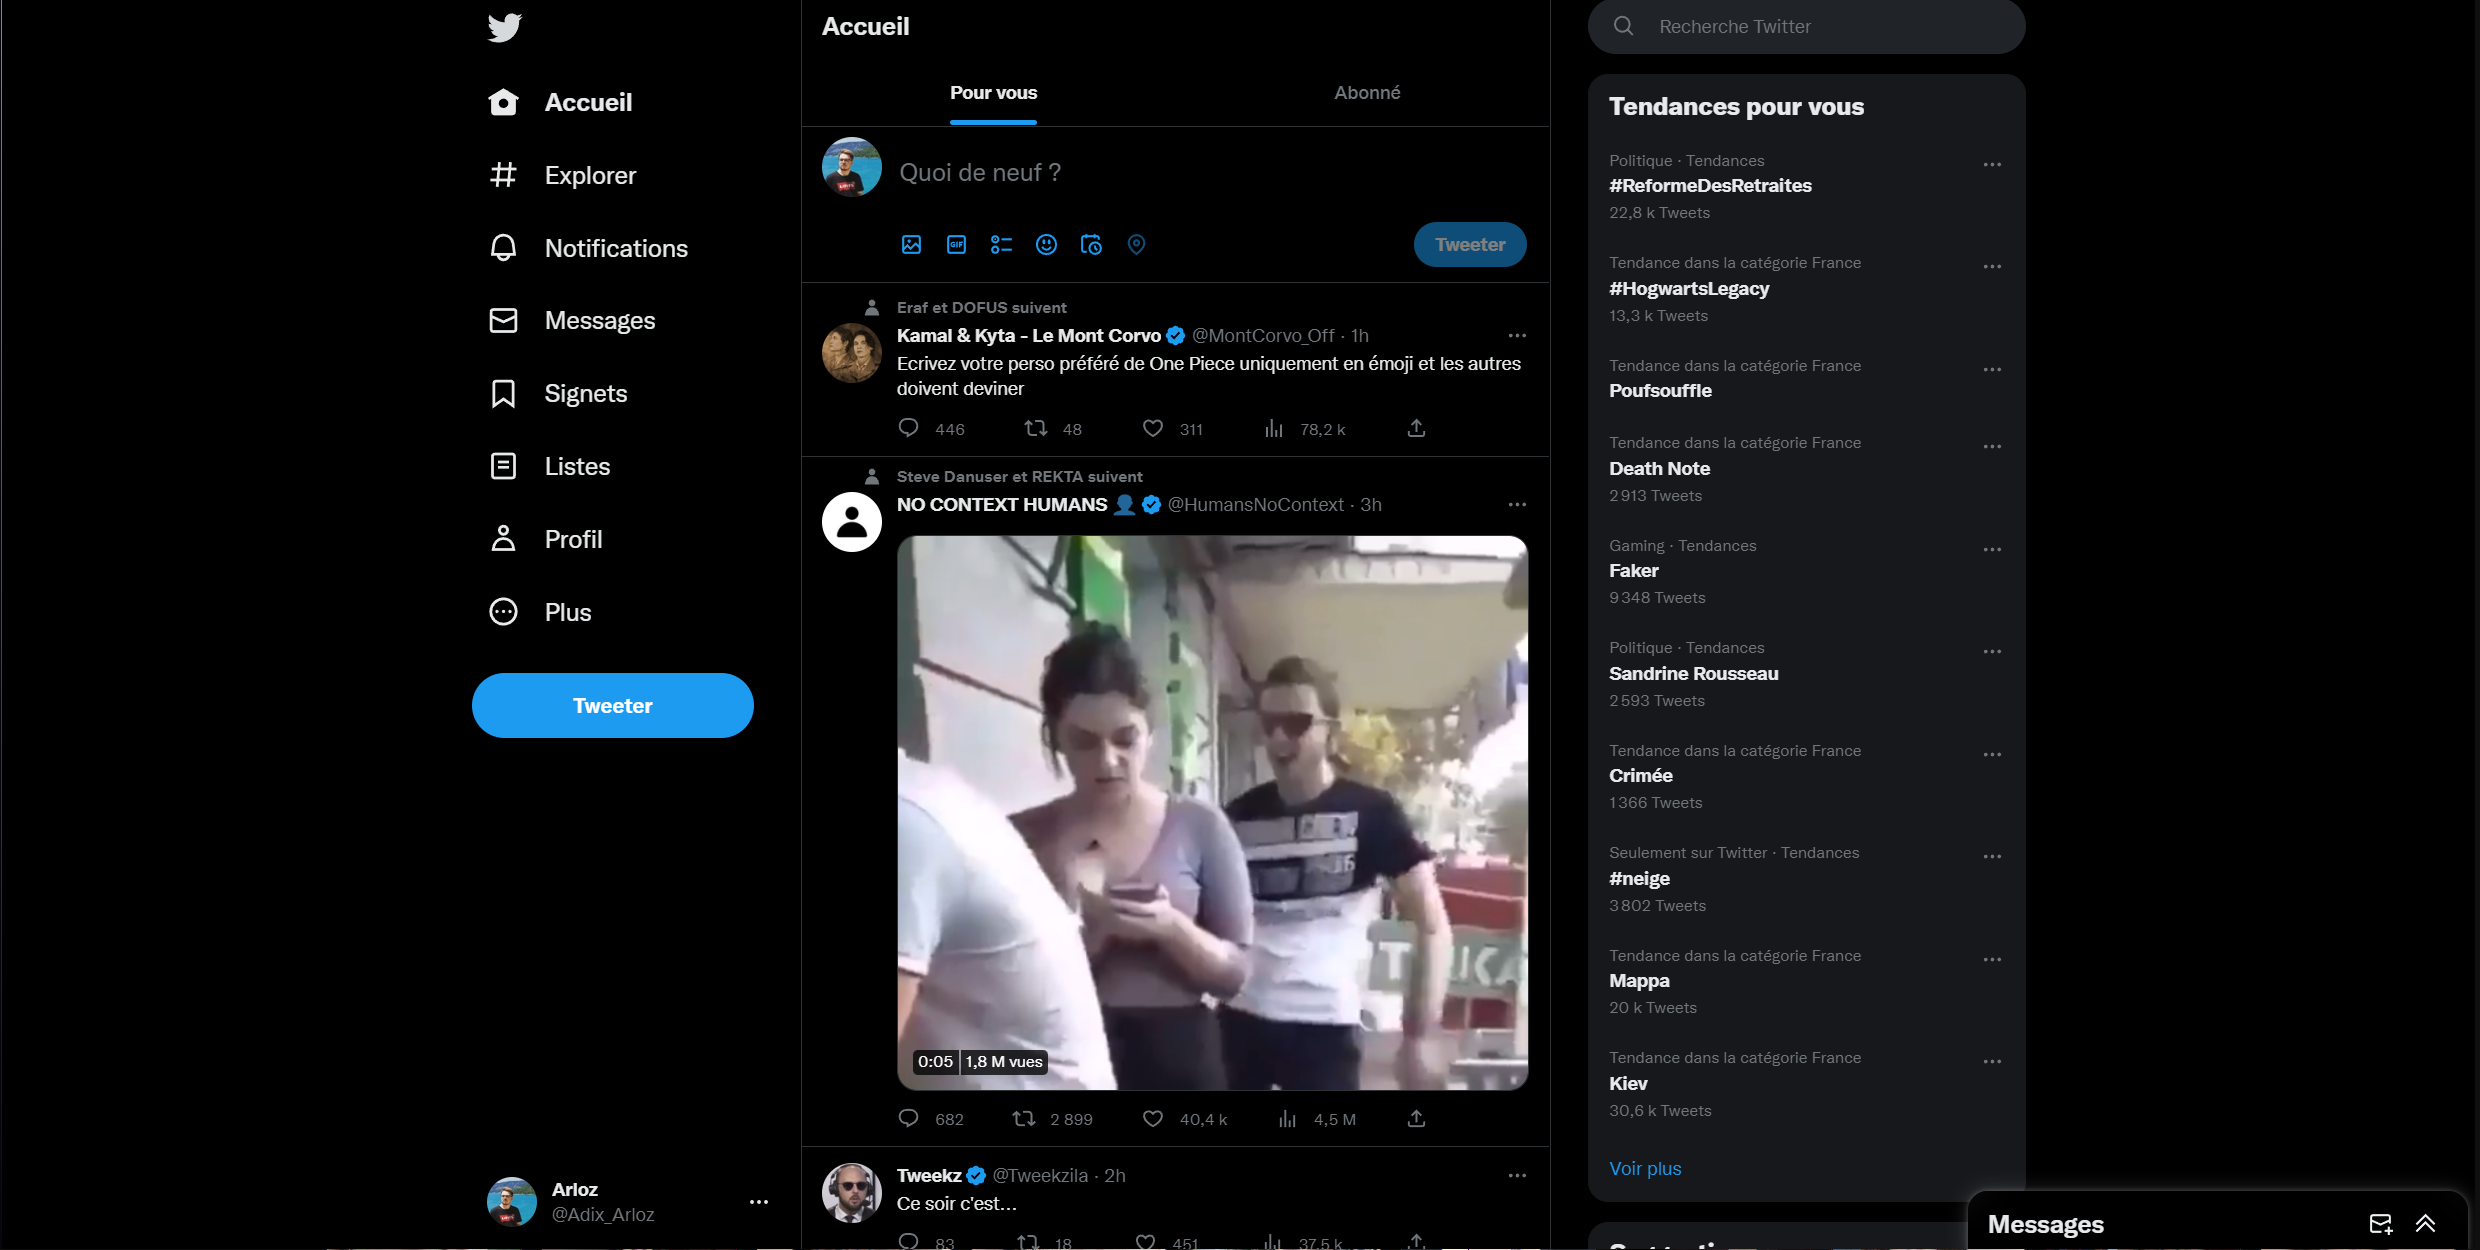 Accueil
Explorer
Notifications
Messages
Signets
Listes
Profil
Plus
Tweeter
Arloz
@Adix_Arloz
Accueil
Pour vous
Abonné
Quoi de neuf ?
GIF
Tweeter
Eraf et DOFUS suivent
Kamal & Kyta - Le Mont Corvo @MontCorvo_Off · 1h
Ecrivez votre perso préféré de One Piece uniquement en émoji et les autres
doivent deviner
446 48 311 78,2 k
Steve Danuser et REKTA suivent
NO CONTEXT HUMANS 👤 @HumansNoContext · 3h
0:05 1,8 M vues
682 2 899 40,4 k 4,5 M
Tweekz @Tweekzila · 2h
Ce soir c'est...
83 18 451 37,5 k
Recherche Twitter
Tendances pour vous
Politique · Tendances
#ReformeDesRetraites
22,8 k Tweets
Tendance dans la catégorie France
#HogwartsLegacy
13,3 k Tweets
Tendance dans la catégorie France
Poufsouffle
Tendance dans la catégorie France
Death Note
2 913 Tweets
Gaming · Tendances
Faker
9 348 Tweets
Politique · Tendances
Sandrine Rousseau
2 593 Tweets
Tendance dans la catégorie France
Crimée
1 366 Tweets
Seulement sur Twitter · Tendances
#neige
3 802 Tweets
Tendance dans la catégorie France
Mappa
20 k Tweets
Tendance dans la catégorie France
Kiev
30,6 k Tweets
Voir plus
Messages